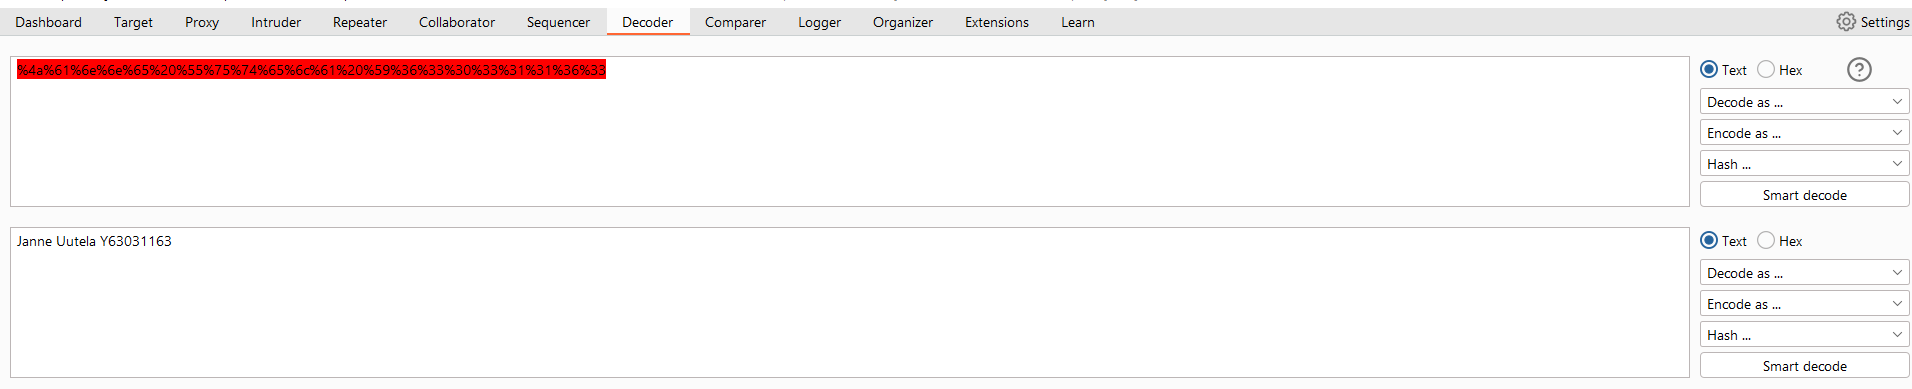 Dashboard Target Proxy Intruder Repeater Collaborator Sequencer Decoder Comparer Logger Organizer Extensions Learn Settings
%4a%61%6e%6e%65%20%55%75%74%65%6c%61%20%59%36%33%30%33%31%31%36%33
Text Hex ?
Decode as ...
Encode as ...
Hash ...
Smart decode
Janne Uutela Y63031163
Text Hex
Decode as ...
Encode as ...
Hash ...
Smart decode